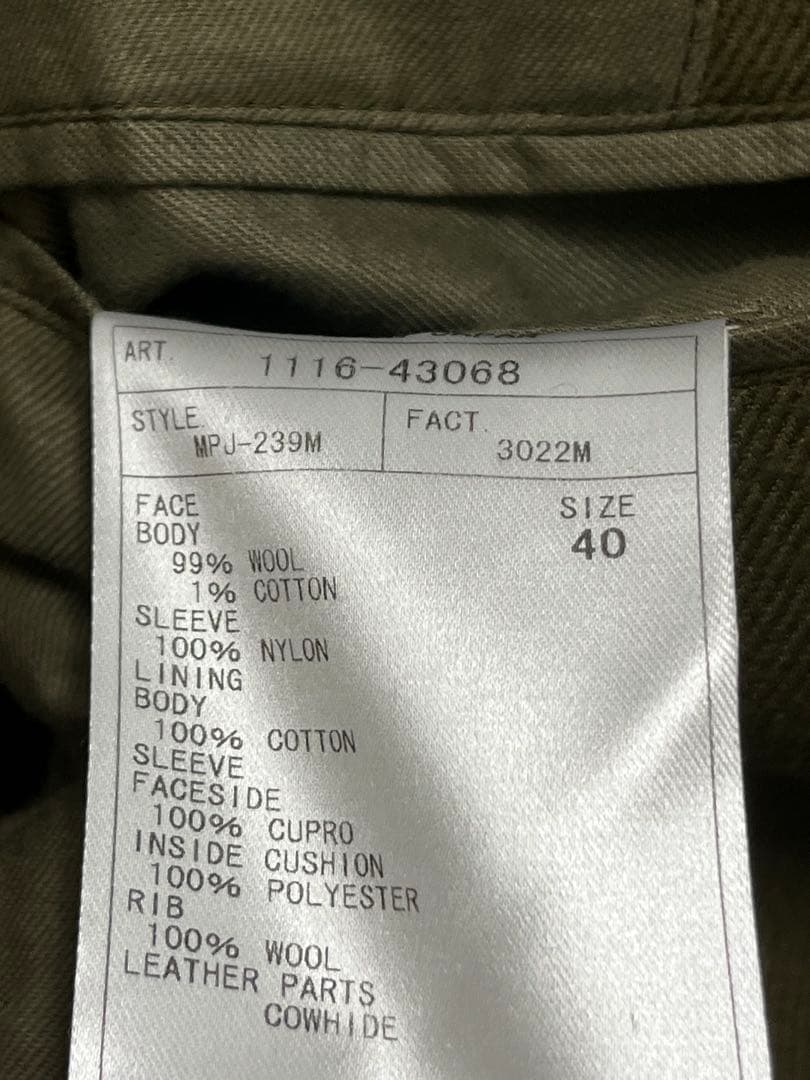 ART. 1116-43068
STYLE. FACT.
MPJ-239M 3022M
FACE SIZE
BODY 40
99% WOOL
1% COTTON
SLEEVE
100% NYLON
LINING
BODY
100% COTTON
SLEEVE
FACESIDE
100% CUPRO
INSIDE CUSHION
100% POLYESTER
RIB
100% WOOL
LEATHER PARTS
COWHIDE